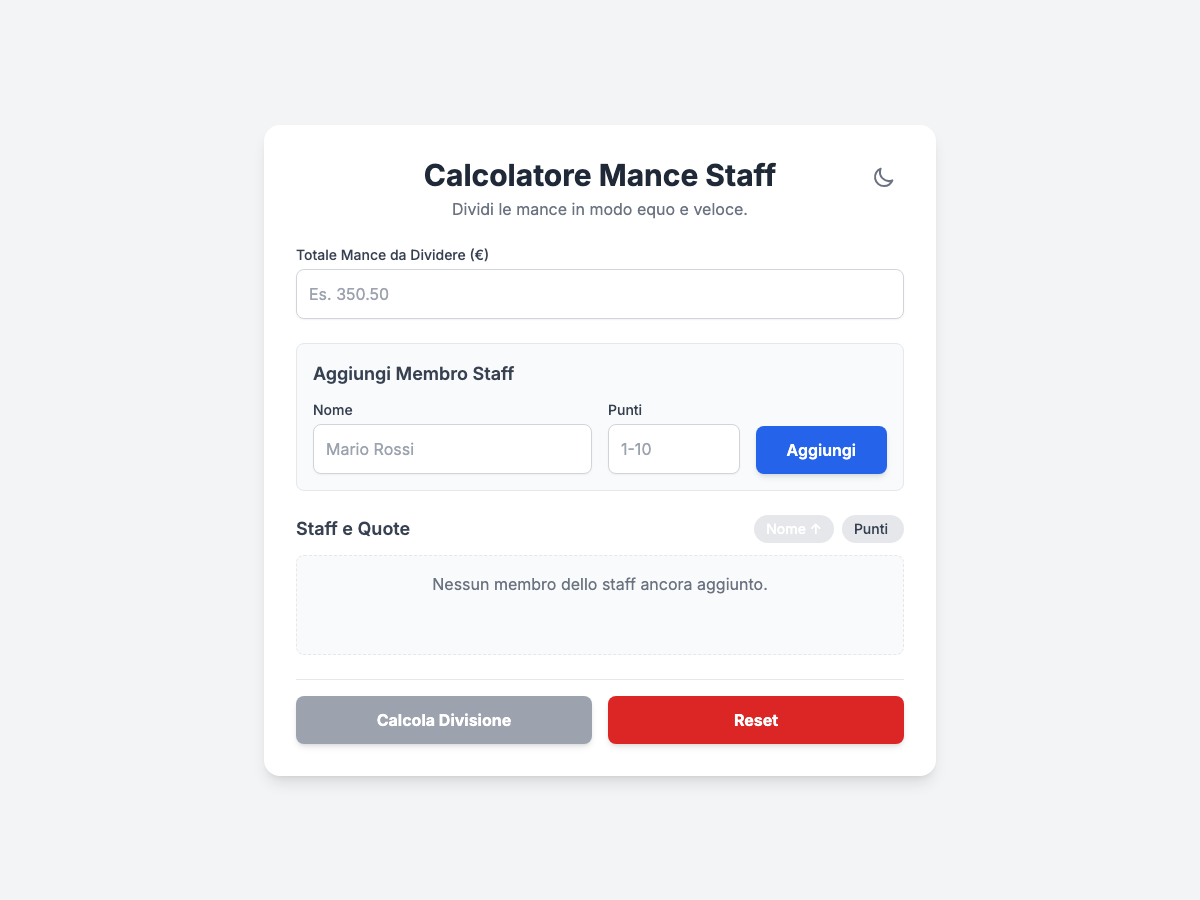 Calcolatore Mance Staff
Dividi le mance in modo equo e veloce.
Totale Mance da Dividere (€)
Es. 350.50
Aggiungi Membro Staff
Nome
Punti
Mario Rossi
1-10
Aggiungi
Staff e Quote
Nome ↑
Punti
Nessun membro dello staff ancora aggiunto.
Calcola Divisione
Reset